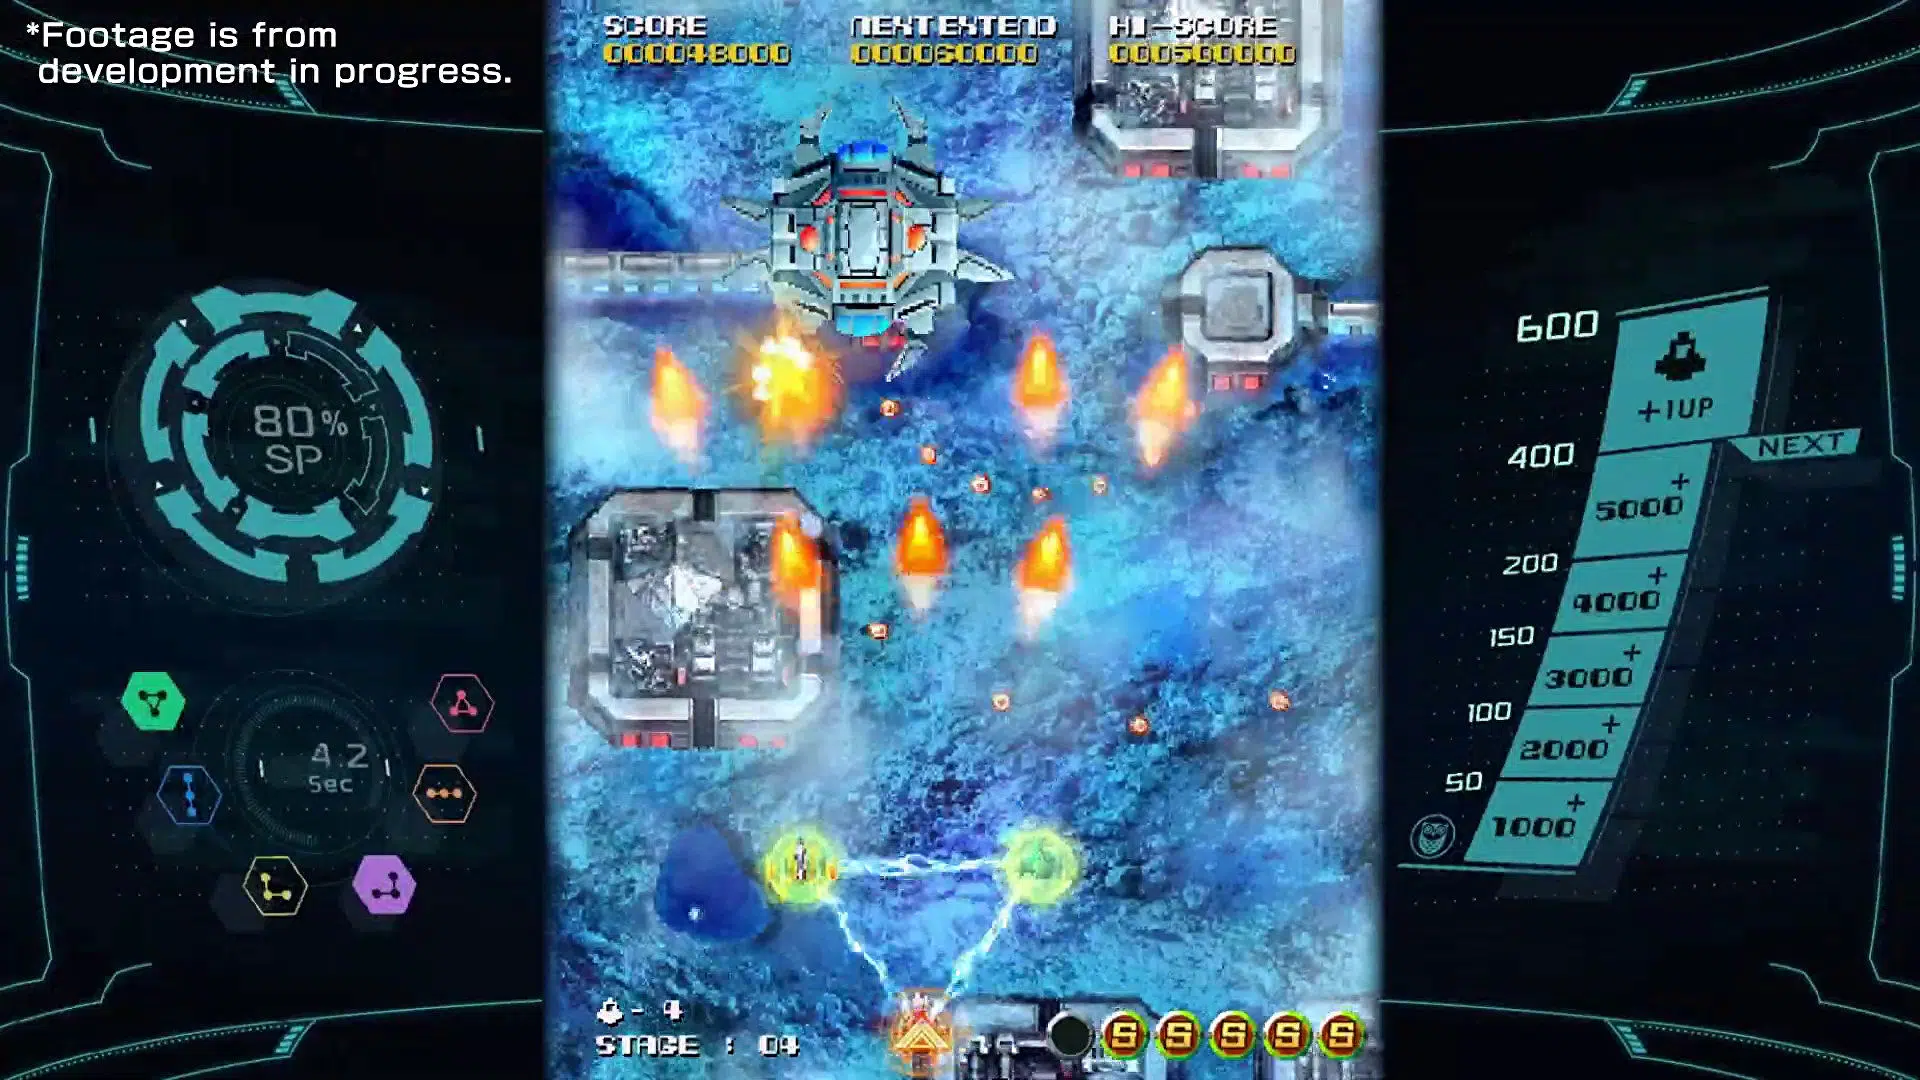 *Footage is from
development in progress.
SCORE NEXT EXTEND HI-SCORE
000048000 000060000 000500000
80%
SP
4.2
Sec
600
+1UP
400
NEXT
+
5000
200
+
4000
150
+
3000
100
+
2000
50
+
1000
- 4
STAGE : 04
S S S S S